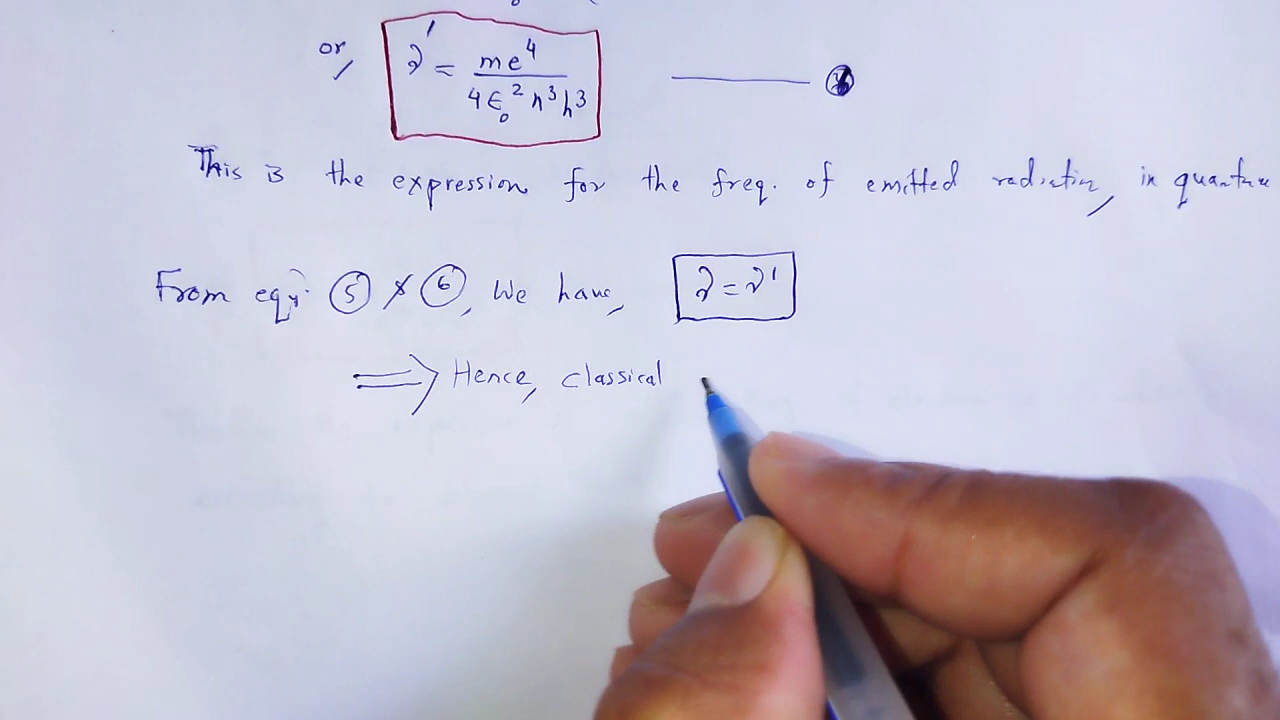 or, ν' = me⁴ / 4ε₀²n³h³
This is the expression for the freq. of emitted radiation, in quantum
From eqⁿ. ⑤ & ⑥, We have, ν = ν'
⟹ Hence, classical